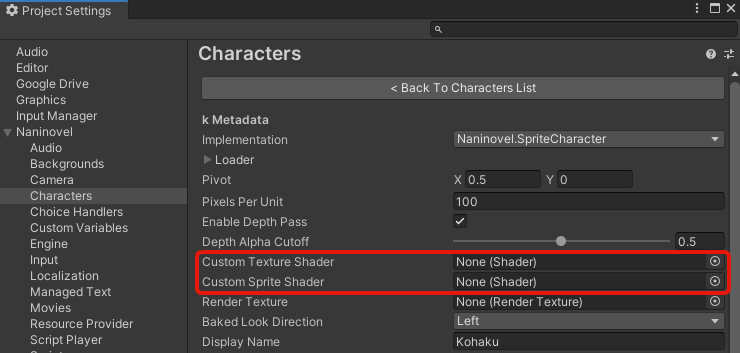 Project Settings
Audio
Editor
Google Drive
Graphics
Input Manager
Naninovel
Audio
Backgrounds
Camera
Characters
Choice Handlers
Custom Variables
Engine
Input
Localization
Managed Text
Movies
Resource Provider
Script Player
Characters
< Back To Characters List
k Metadata
Implementation Naninovel.SpriteCharacter
Loader
Pivot X 0.5 Y 0
Pixels Per Unit 100
Enable Depth Pass
Depth Alpha Cutoff 0.5
Custom Texture Shader None (Shader)
Custom Sprite Shader None (Shader)
Render Texture None (Render Texture)
Baked Look Direction Left
Display Name Kohaku